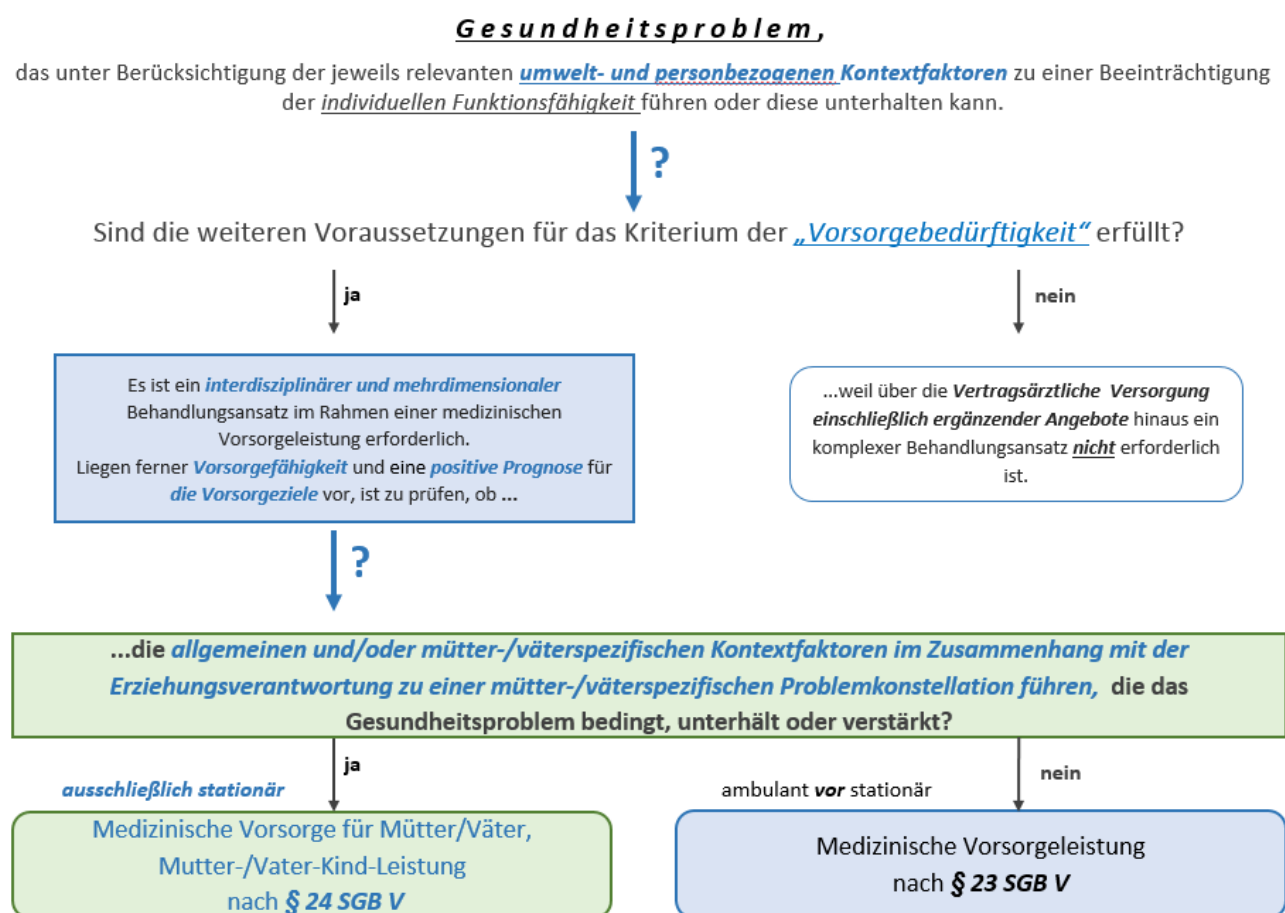 Gesundheitsproblem,
das unter Berücksichtigung der jeweils relevanten umwelt- und personbezogenen Kontextfaktoren zu einer Beeinträchtigung
der individuellen Funktionsfähigkeit führen oder diese unterhalten kann.
?
Sind die weiteren Voraussetzungen für das Kriterium der „Vorsorgebedürftigkeit“ erfüllt?
ja
nein
Es ist ein interdisziplinärer und mehrdimensionaler
Behandlungsansatz im Rahmen einer medizinischen
Vorsorgeleistung erforderlich.
Liegen ferner Vorsorgefähigkeit und eine positive Prognose für
die Vorsorgeziele vor, ist zu prüfen, ob ...
...weil über die Vertragsärztliche Versorgung
einschließlich ergänzender Angebote hinaus ein
komplexer Behandlungsansatz nicht erforderlich
ist.
?
...die allgemeinen und/oder mütter-/väterspezifischen Kontextfaktoren im Zusammenhang mit der
Erziehungsverantwortung zu einer mütter-/väterspezifischen Problemkonstellation führen, die das
Gesundheitsproblem bedingt, unterhält oder verstärkt?
ja
nein
ausschließlich stationär
ambulant vor stationär
Medizinische Vorsorge für Mütter/Väter,
Mutter-/Vater-Kind-Leistung
nach § 24 SGB V
Medizinische Vorsorgeleistung
nach § 23 SGB V